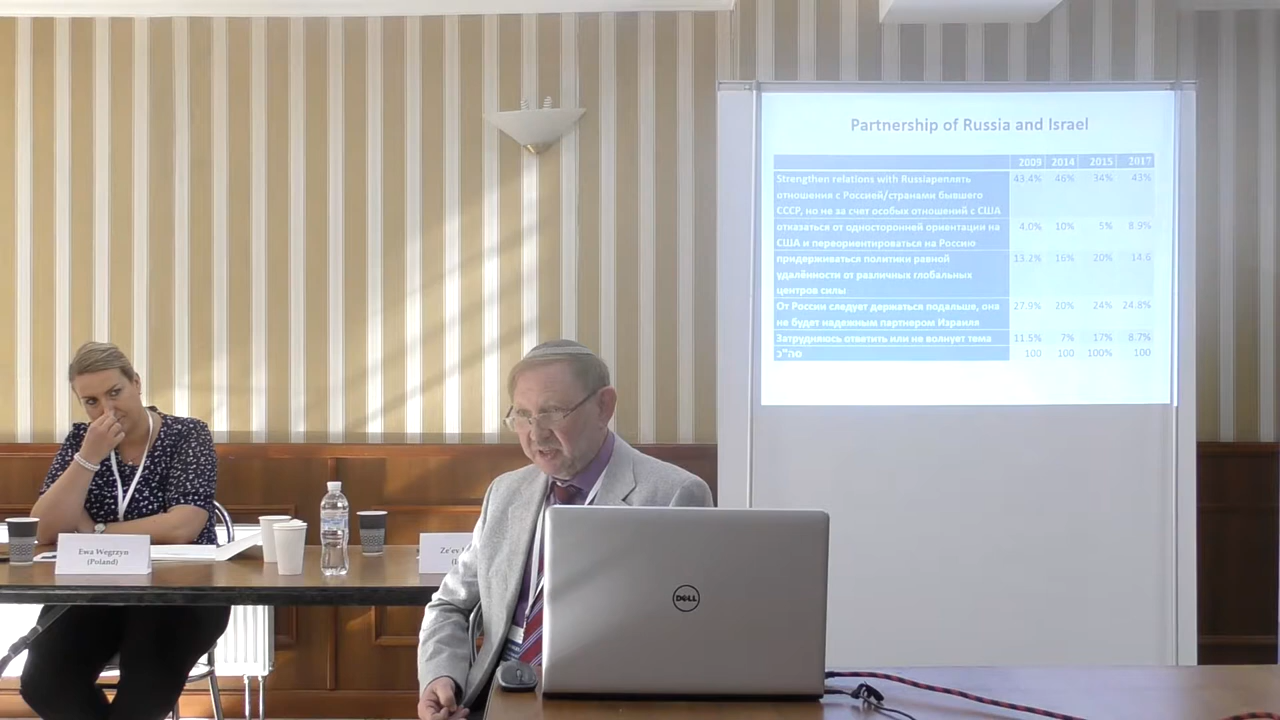 Partnership of Russia and Israel
2009 2014 2015 2017
Strengthen relations with Russiaреплять 43.4% 46% 34% 43%
отношения с Россией/странами бывшего
СССР, но не за счет особых отношений с США
отказаться от односторонней ориентации на 4.0% 10% 5% 8.9%
США и переориентироваться на Россию
придерживаться политики равной 13.2% 16% 20% 14.6
удалённости от различных глобальных
центров силы
От России следует держаться подальше, она 27.9% 20% 24% 24.8%
не будет надежным партнером Израиля
Затрудняюсь ответить или не волнует тема 11.5% 7% 17% 8.7%
סה"כ 100 100 100% 100
Ewa Wegrzyn
(Poland)
Ze'ev
DELL